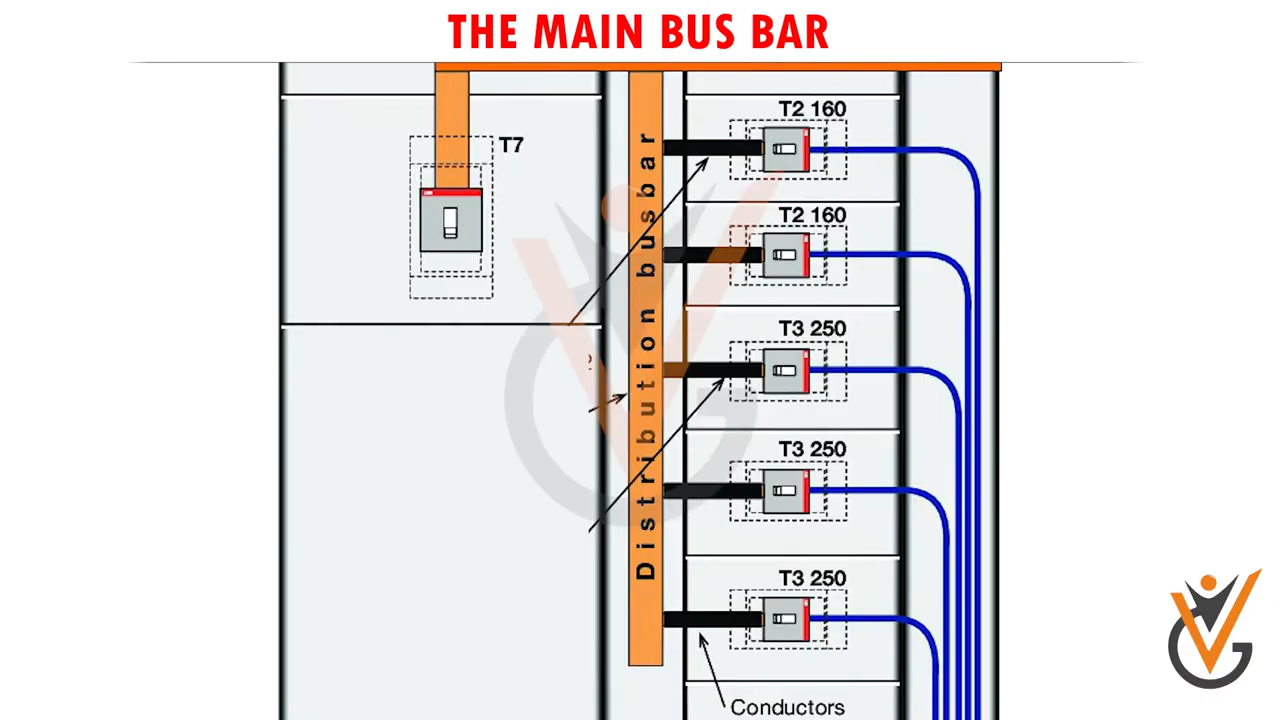 THE MAIN BUS BAR
T7
Distribution busbar
T2 160
T2 160
T3 250
T3 250
T3 250
Conductors